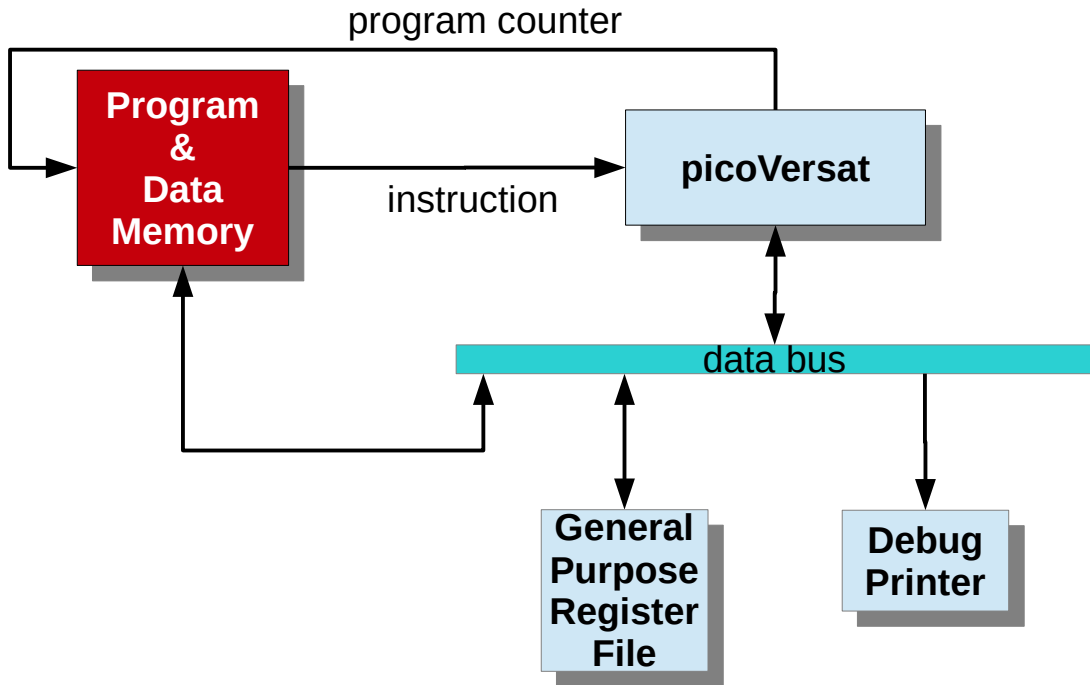 program counter
Program
&
Data
Memory
instruction
picoVersat
data bus
General
Purpose
Register
File
Debug
Printer